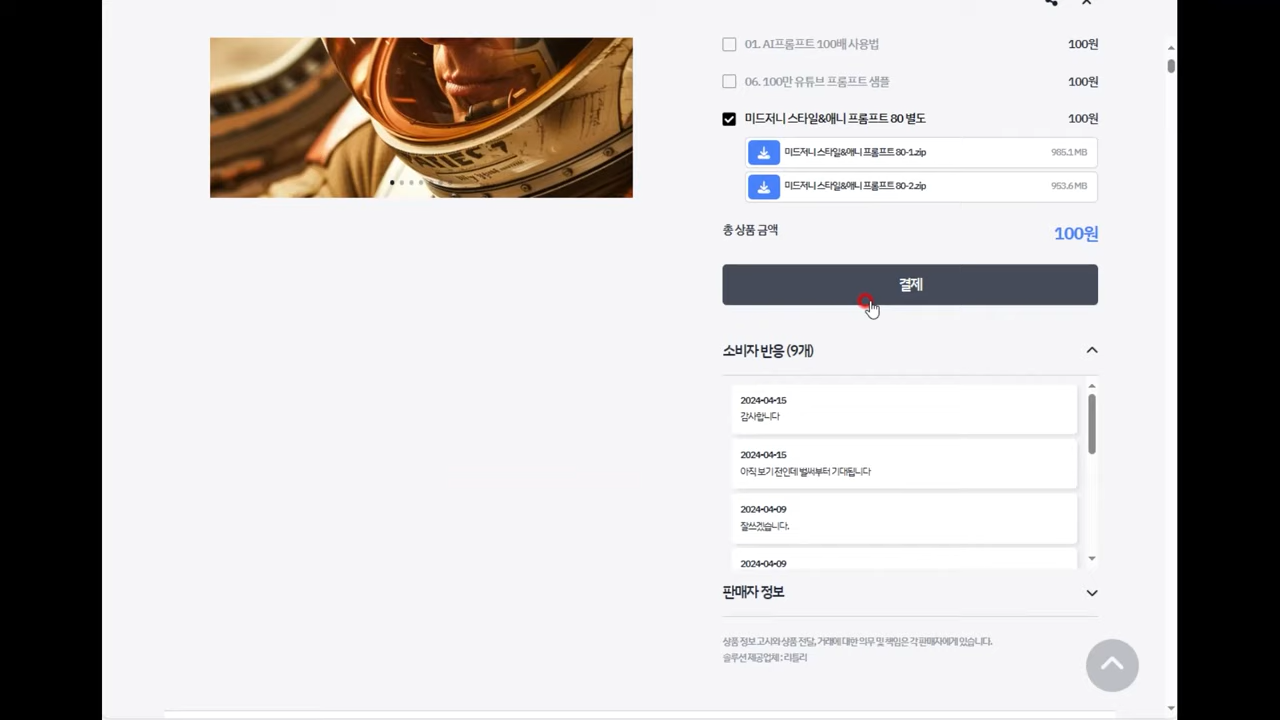 01. AI프롬프트 100배 사용법 100원
06. 100만 유튜브 프롬프트 샘플 100원
미드저니 스타일&애니 프롬프트 80 별도 100원
미드저니 스타일&애니 프롬프트 80-1.zip 985.1 MB
미드저니 스타일&애니 프롬프트 80-2.zip 953.6 MB
총 상품 금액 100원
결제
소비자 반응 (9개)
2024-04-15
감사합니다
2024-04-15
아직 보기 전인데 벌써부터 기대됩니다
2024-04-09
잘쓰겠습니다.
2024-04-09
판매자 정보
상품 정보 고시와 상품 전달, 거래에 대한 의무 및 책임은 각 판매자에게 있습니다.
솔루션 제공업체 : 리틀리